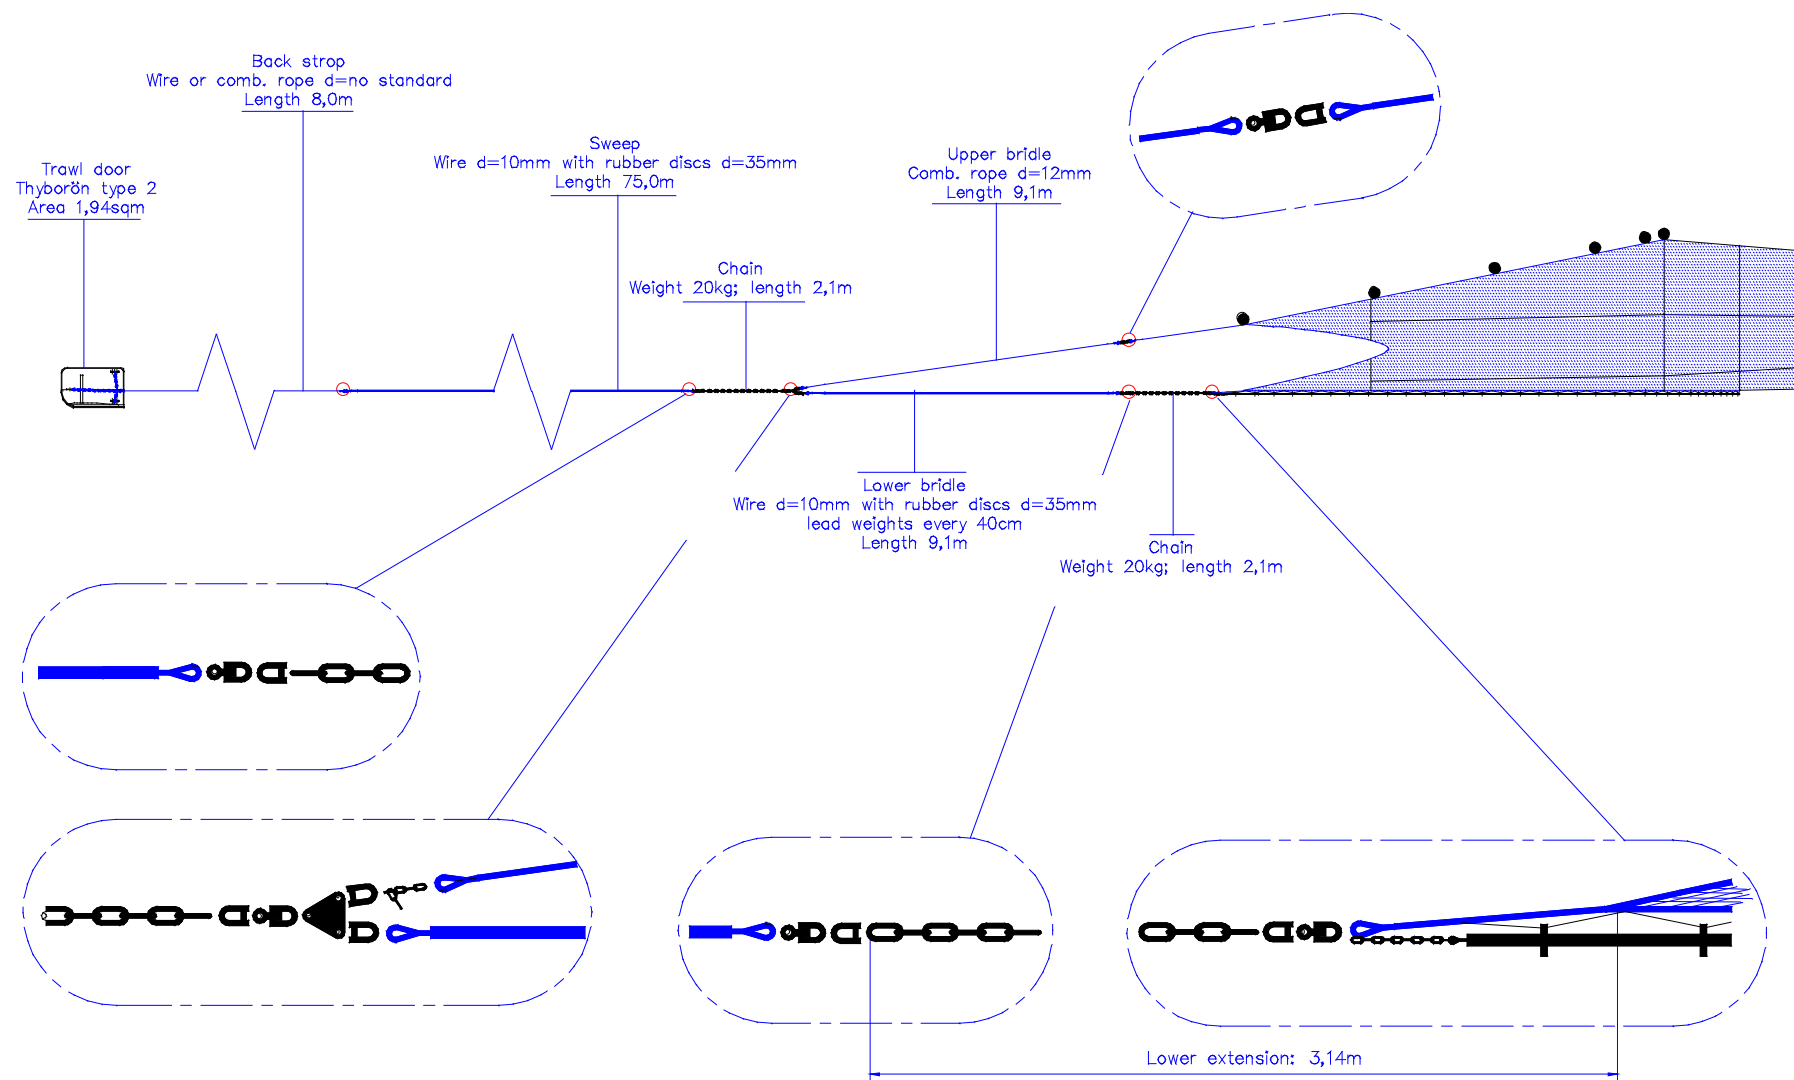 Back strop
Wire or comb. rope d=no standard
Length 8,0m
Trawl door
Thyborön type 2
Area 1,94sqm
Sweep
Wire d=10mm with rubber discs d=35mm
Length 75,0m
Upper bridle
Comb. rope d=12mm
Length 9,1m
Chain
Weight 20kg; length 2,1m
Lower bridle
Wire d=10mm with rubber discs d=35mm
lead weights every 40cm
Length 9,1m
Chain
Weight 20kg; length 2,1m
Lower extension: 3,14m